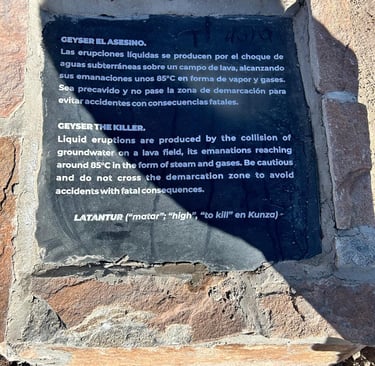 GEYSER EL ASESINO.
Las erupciones líquidas se producen por el choque de
aguas subterráneas sobre un campo de lava, alcanzando
sus emanaciones unos 85°C en forma de vapor y gases.
Sea precavido y no pase la zona de demarcación para
evitar accidentes con consecuencias fatales.
GEYSER THE KILLER.
Liquid eruptions are produced by the collision of
groundwater on a lava field, its emanations reaching
around 85°C in the form of steam and gases. Be cautious
and do not cross the demarcation zone to avoid
accidents with fatal consequences.
LATANTUR ("matar"; "high", "to kill" en Kunza) -